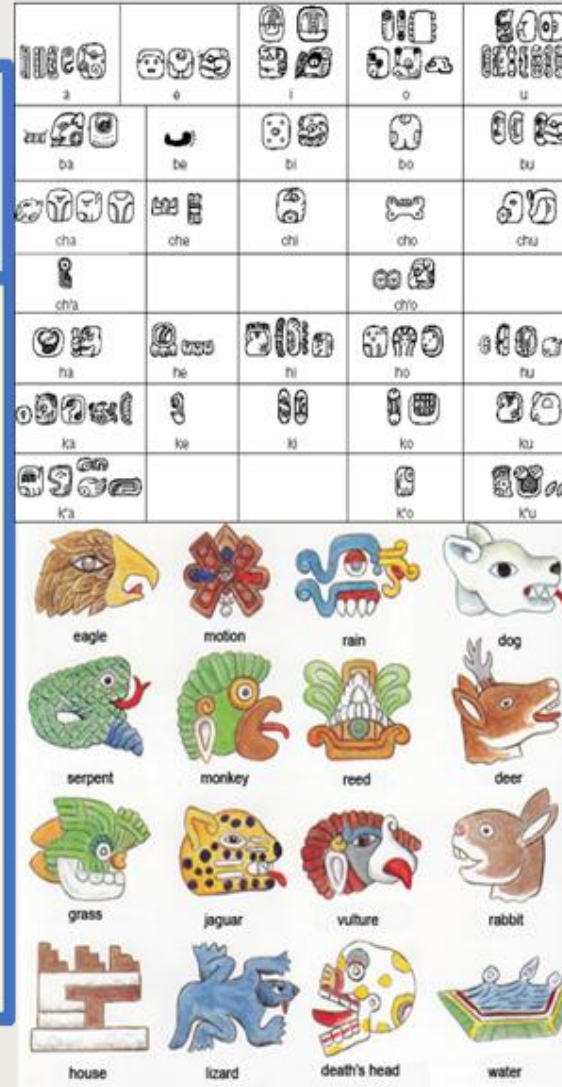 a e i o u
ba be bi bo bu
cha che chi cho chu
ch'a ch'o
ha he hi ho hu
ka ke ki ko ku
k'a k'o k'u
eagle motion rain dog
serpent monkey reed deer
grass jaguar vulture rabbit
house lizard death's head water